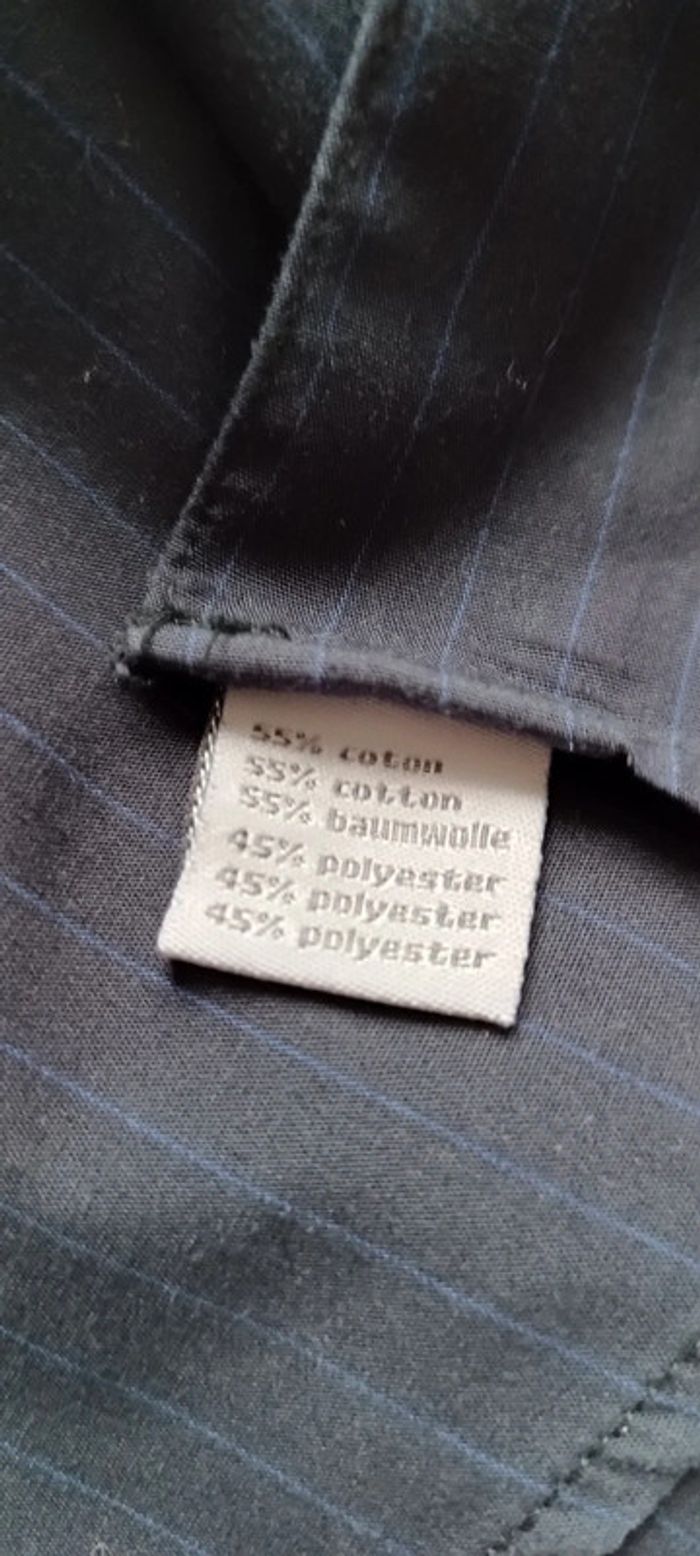 55% coton
55% cotton
55% baumwolle
45% polyester
45% polyester
45% polyester